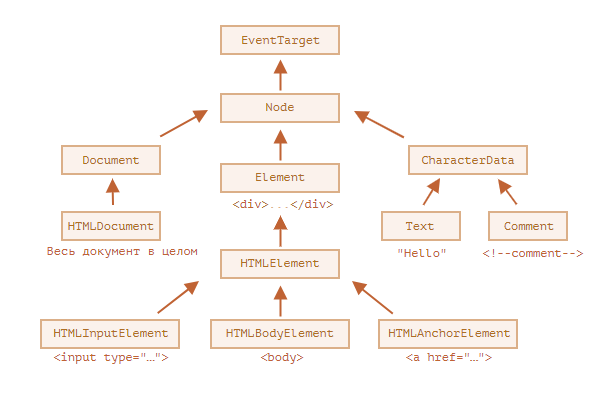 EventTarget
Node
Document
Element
CharacterData
<div>...</div>
HTMLDocument
Text
Comment
Весь документ в целом
"Hello"
<!--comment-->
HTMLElement
HTMLInputElement
HTMLBodyElement
HTMLAnchorElement
<input type="…">
<body>
<a href="…">